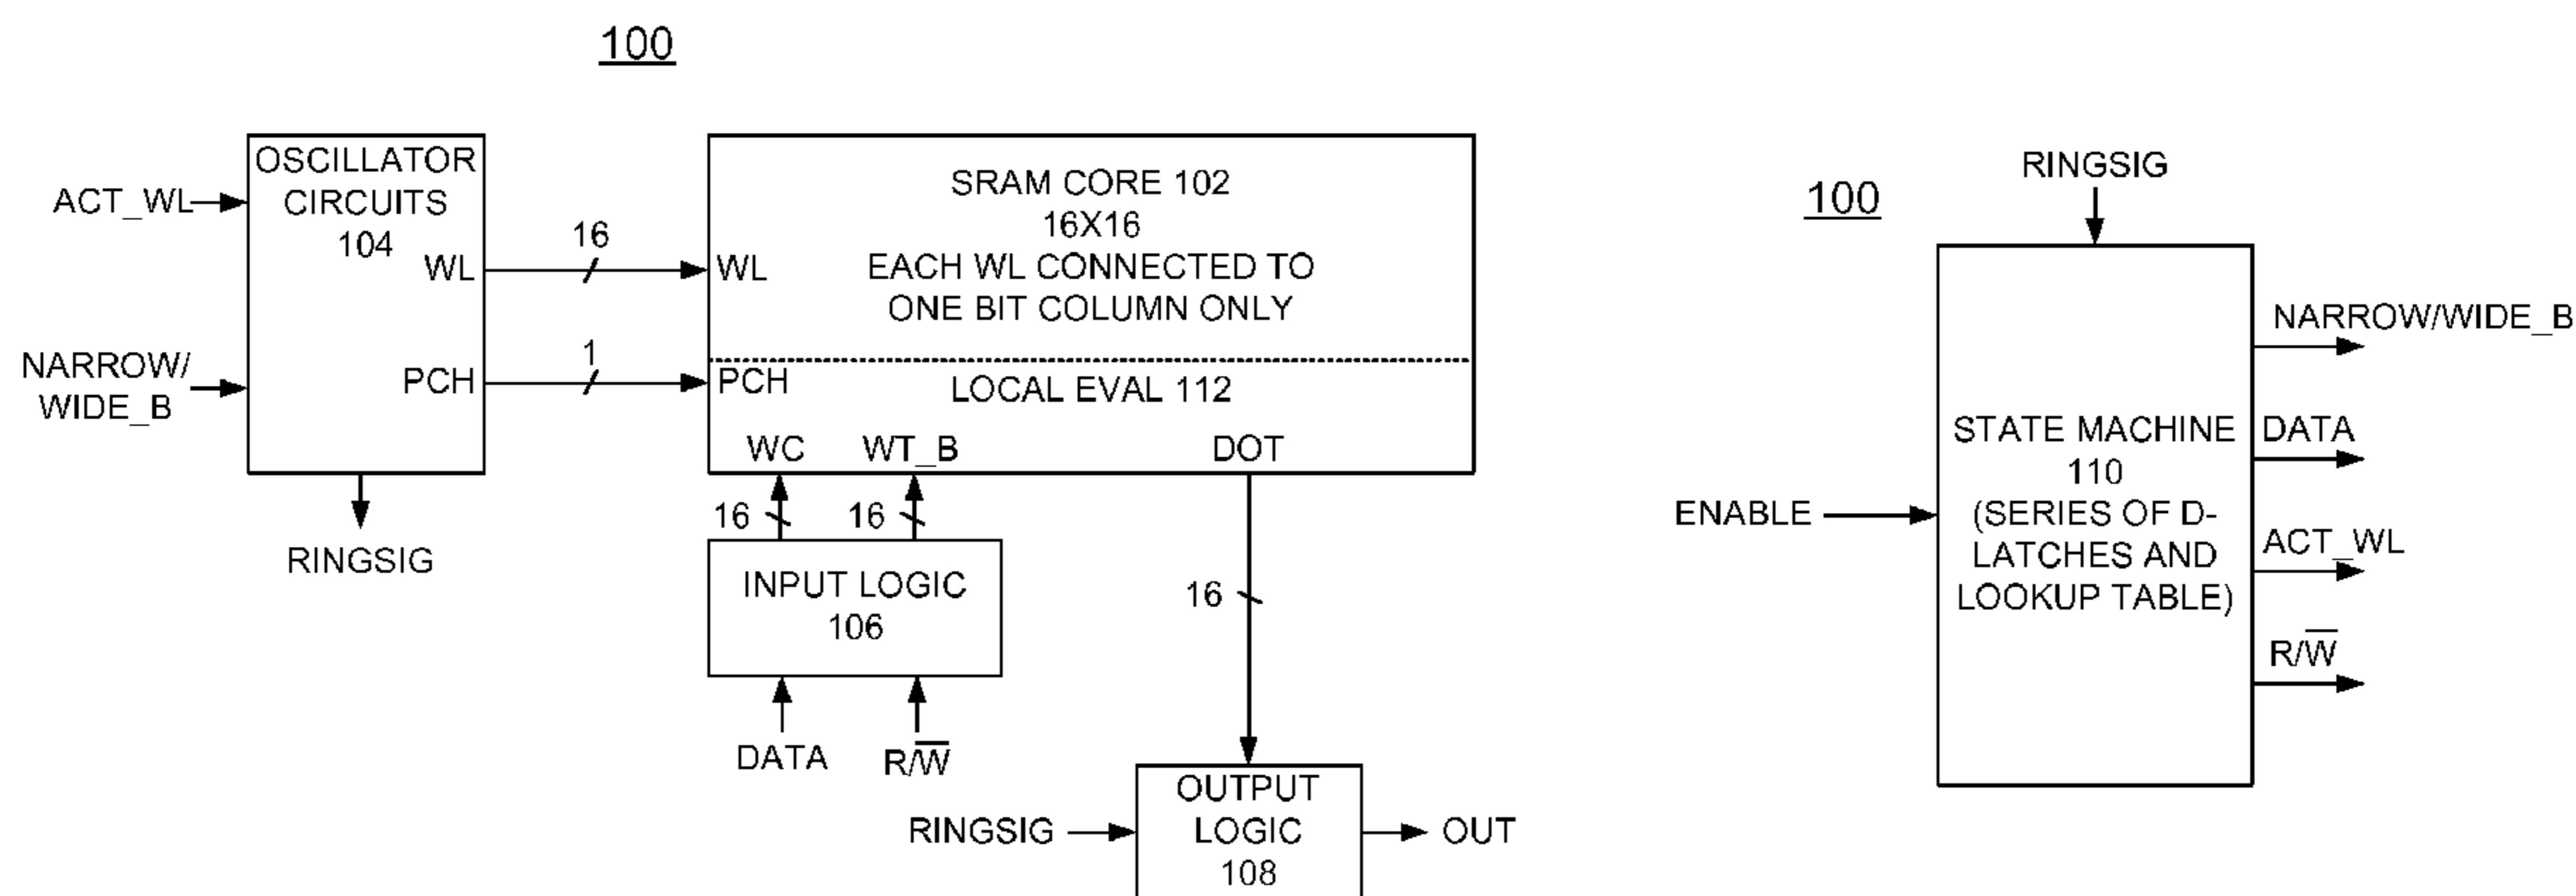 100
OSCILLATOR
CIRCUITS
104
ACT_WL
NARROW/
WIDE_B
WL
PCH
RINGSIG
16
1
SRAM CORE 102
16X16
EACH WL CONNECTED TO
ONE BIT COLUMN ONLY
WL
PCH
LOCAL EVAL 112
WC
WT_B
DOT
16
16
16
INPUT LOGIC
106
DATA
R/W̅
RINGSIG
OUTPUT
LOGIC
108
OUT
100
RINGSIG
ENABLE
STATE MACHINE
110
(SERIES OF D-
LATCHES AND
LOOKUP TABLE)
NARROW/WIDE_B
DATA
ACT_WL
R/W̅